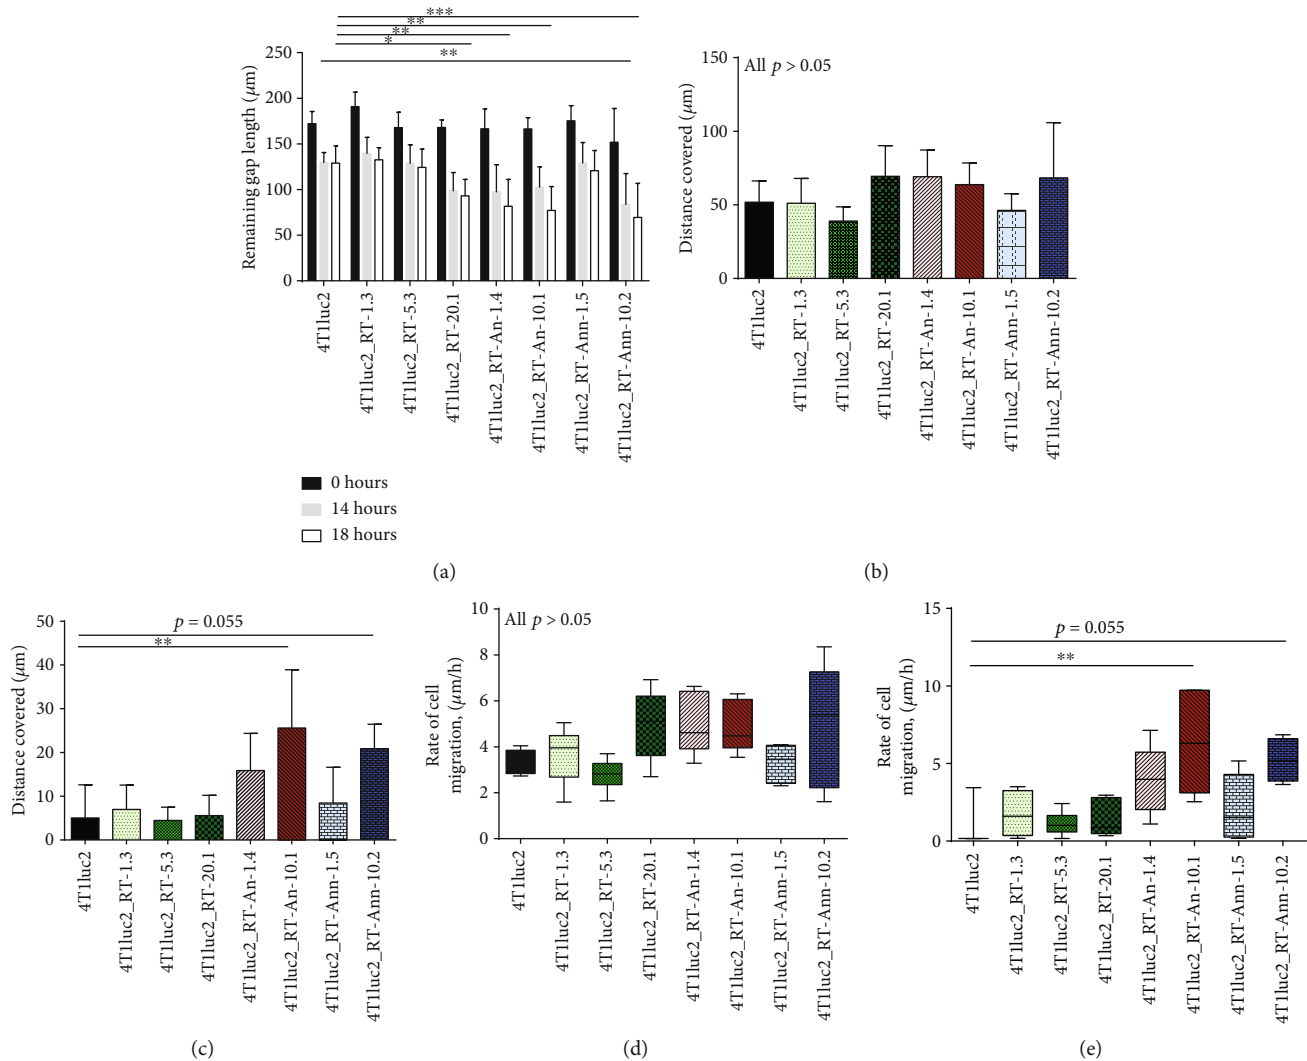 ***
**
**
*
**
250
200
150
100
50
0
Remaining gap length (μm)
4T1luc2
4T1luc2_RT-1.3
4T1luc2_RT-5.3
4T1luc2_RT-20.1
4T1luc2_RT-An-1.4
4T1luc2_RT-An-10.1
4T1luc2_RT-Ann-1.5
4T1luc2_RT-Ann-10.2
0 hours
14 hours
18 hours
(a)
All p > 0.05
150
100
50
0
Distance covered (μm)
4T1luc2
4T1luc2_RT-1.3
4T1luc2_RT-5.3
4T1luc2_RT-20.1
4T1luc2_RT-An-1.4
4T1luc2_RT-An-10.1
4T1luc2_RT-Ann-1.5
4T1luc2_RT-Ann-10.2
(b)
p = 0.055
**
50
40
30
20
10
0
Distance covered (μm)
4T1luc2
4T1luc2_RT-1.3
4T1luc2_RT-5.3
4T1luc2_RT-20.1
4T1luc2_RT-An-1.4
4T1luc2_RT-An-10.1
4T1luc2_RT-Ann-1.5
4T1luc2_RT-Ann-10.2
(c)
All p > 0.05
10
8
6
4
2
0
Rate of cell
migration, (μm/h)
4T1luc2
4T1luc2_RT-1.3
4T1luc2_RT-5.3
4T1luc2_RT-20.1
4T1luc2_RT-An-1.4
4T1luc2_RT-An-10.1
4T1luc2_RT-Ann-1.5
4T1luc2_RT-Ann-10.2
(d)
p = 0.055
**
15
10
5
0
Rate of cell
migration, (μm/h)
4T1luc2
4T1luc2_RT-1.3
4T1luc2_RT-5.3
4T1luc2_RT-20.1
4T1luc2_RT-An-1.4
4T1luc2_RT-An-10.1
4T1luc2_RT-Ann-1.5
4T1luc2_RT-Ann-10.2
(e)